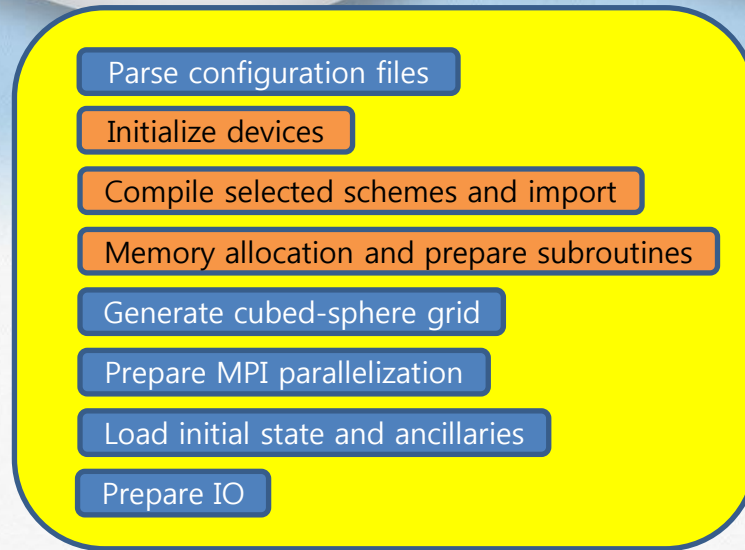 Parse configuration files
Initialize devices
Compile selected schemes and import
Memory allocation and prepare subroutines
Generate cubed-sphere grid
Prepare MPI parallelization
Load initial state and ancillaries
Prepare IO